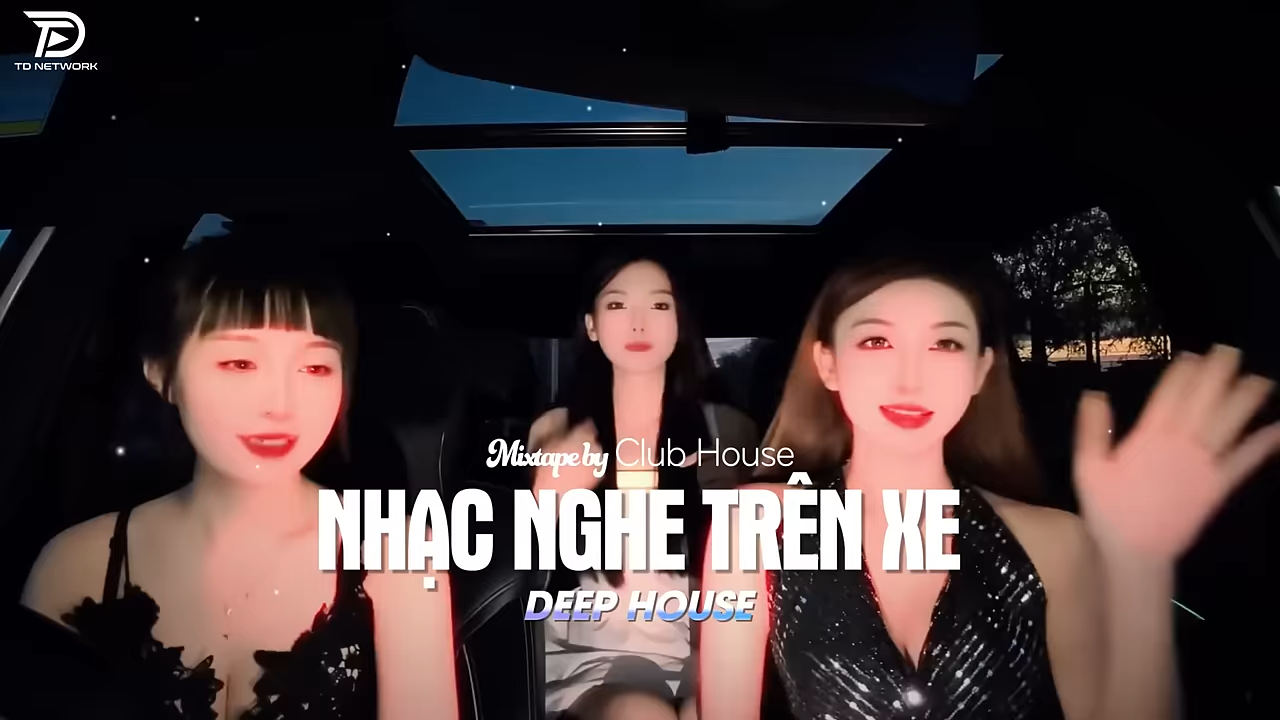 TD NETWORK
Mixtape by Club House
NHẠC NGHE TRÊN XE
DEEP HOUSE